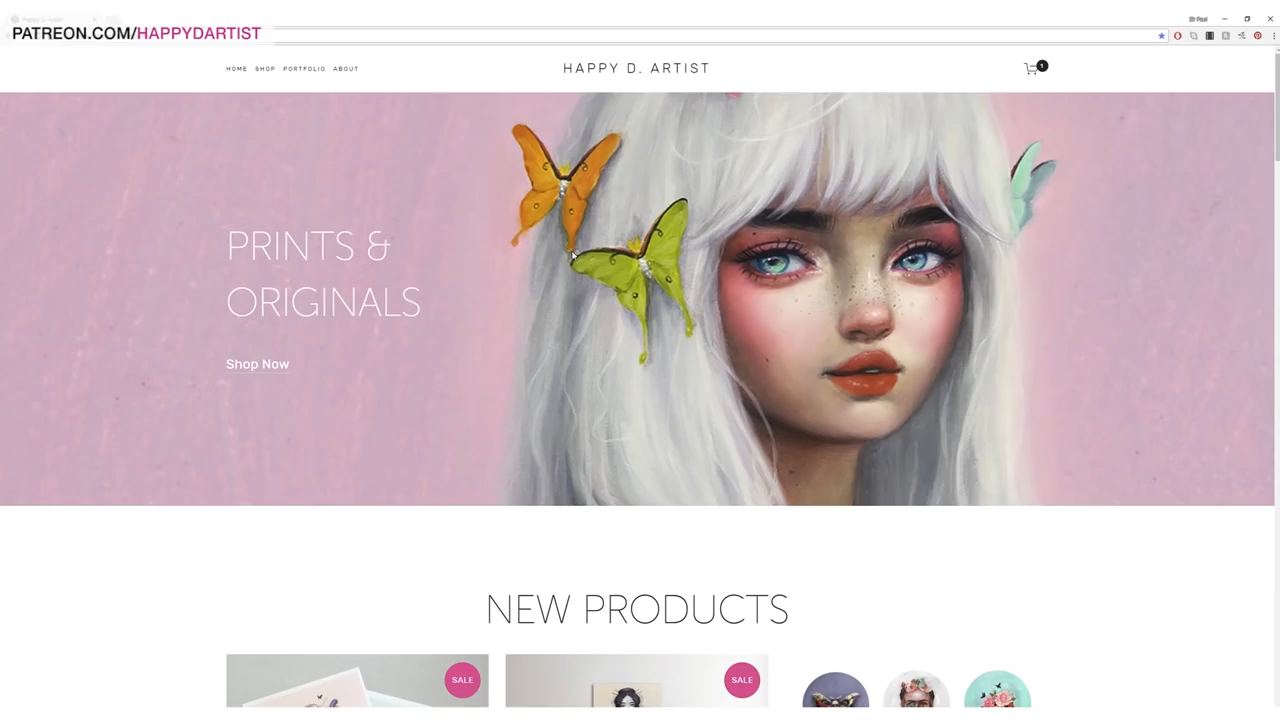 PATREON.COM/HAPPYDARTIST
HOME SHOP PORTFOLIO ABOUT
HAPPY D. ARTIST
1
PRINTS &
ORIGINALS
Shop Now
NEW PRODUCTS
SALE
SALE